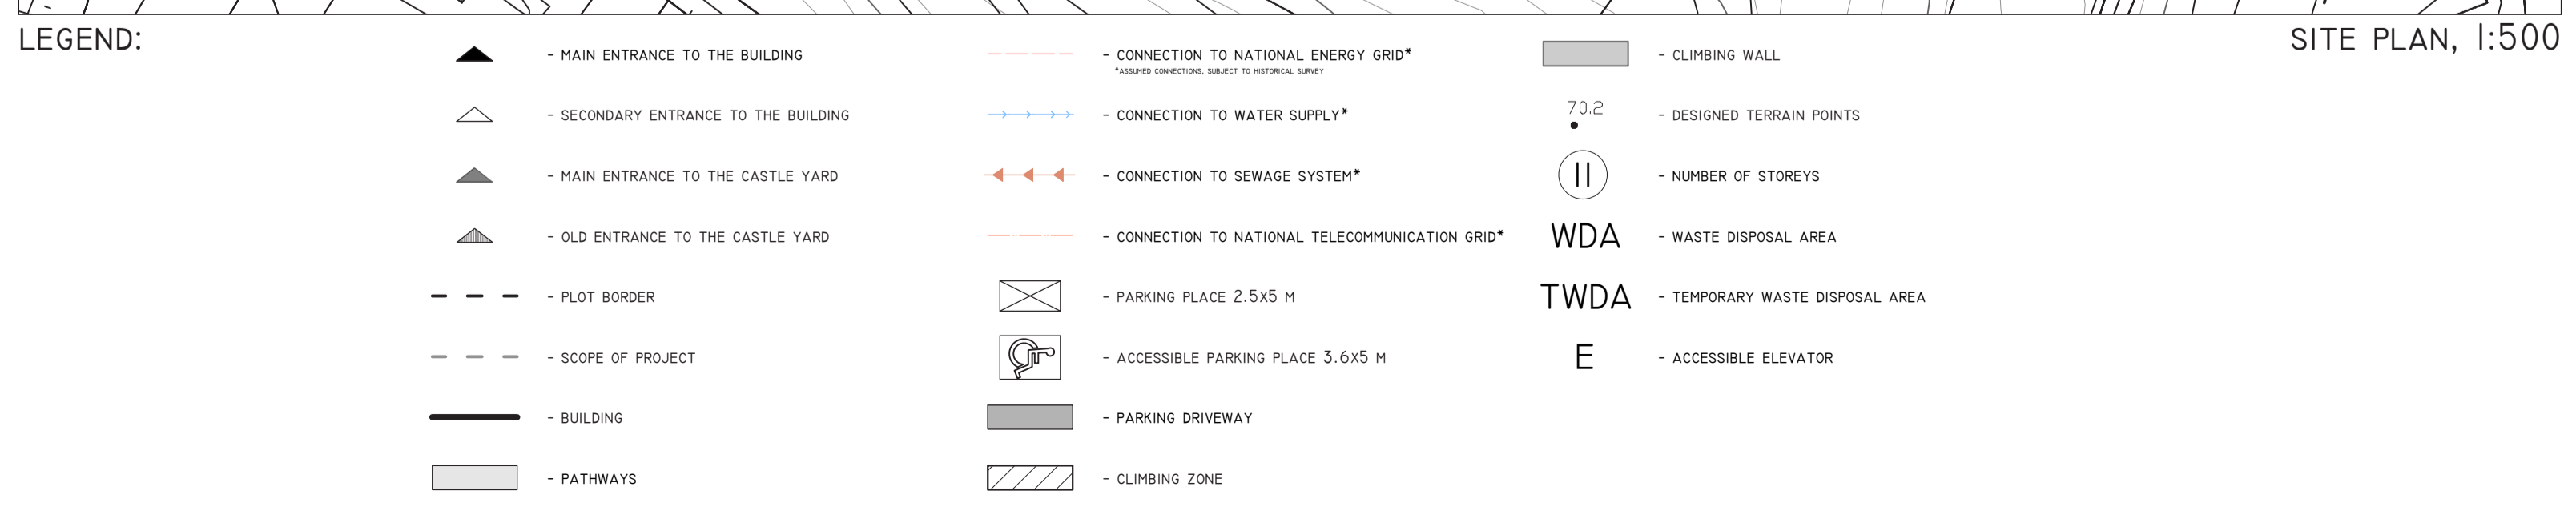 LEGEND:
SITE PLAN, 1:500
- MAIN ENTRANCE TO THE BUILDING
- SECONDARY ENTRANCE TO THE BUILDING
- MAIN ENTRANCE TO THE CASTLE YARD
- OLD ENTRANCE TO THE CASTLE YARD
- PLOT BORDER
- SCOPE OF PROJECT
- BUILDING
- PATHWAYS
- CONNECTION TO NATIONAL ENERGY GRID*
*ASSUMED CONNECTIONS, SUBJECT TO HISTORICAL SURVEY
- CONNECTION TO WATER SUPPLY*
- CONNECTION TO SEWAGE SYSTEM*
- CONNECTION TO NATIONAL TELECOMMUNICATION GRID*
- PARKING PLACE 2.5X5 M
- ACCESSIBLE PARKING PLACE 3.6X5 M
- PARKING DRIVEWAY
- CLIMBING ZONE
- CLIMBING WALL
70.2 - DESIGNED TERRAIN POINTS
II - NUMBER OF STOREYS
WDA - WASTE DISPOSAL AREA
TWDA - TEMPORARY WASTE DISPOSAL AREA
E - ACCESSIBLE ELEVATOR